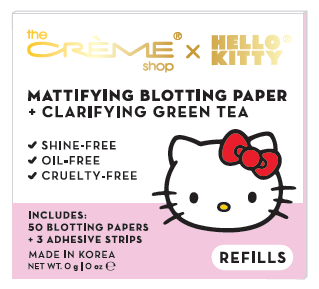 the
CRÈME® x HELLO®
shop KITTY
MATTIFYING BLOTTING PAPER
+ CLARIFYING GREEN TEA
✓ SHINE-FREE
✓ OIL-FREE
✓ CRUELTY-FREE
INCLUDES:
50 BLOTTING PAPERS
+ 3 ADHESIVE STRIPS
MADE IN KOREA
NET WT. 0 g | 0 oz ℮
REFILLS